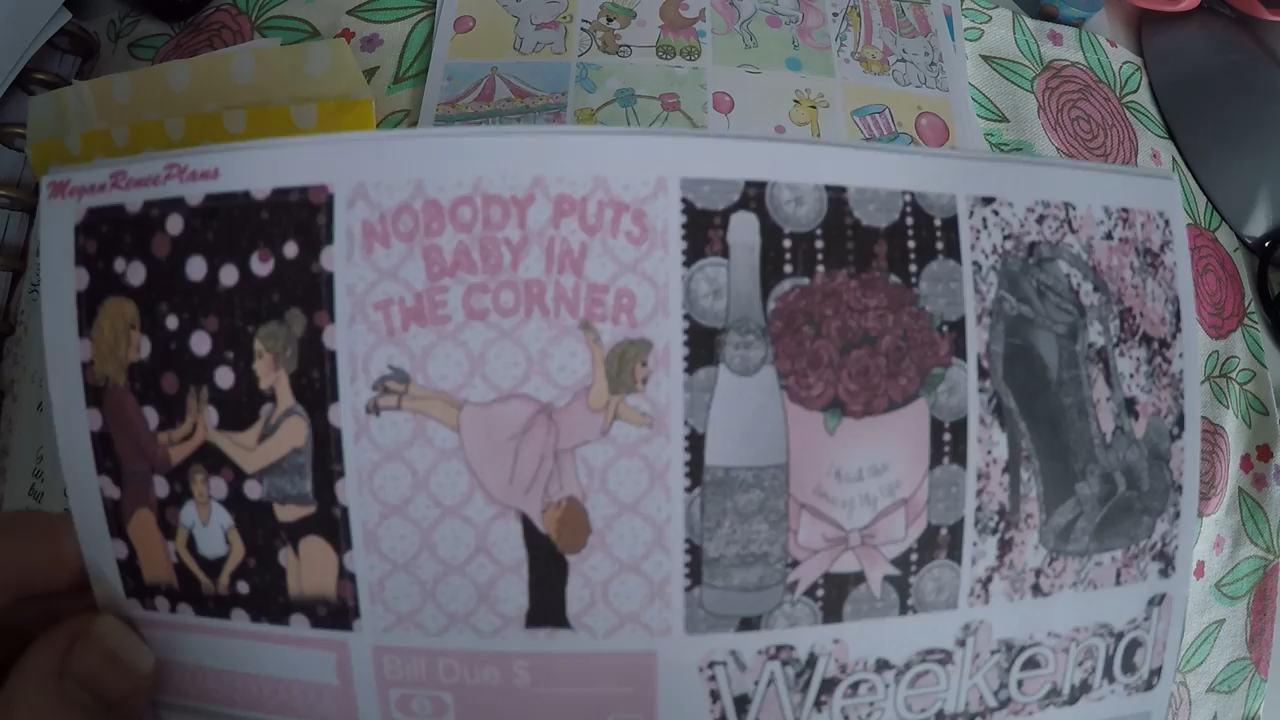 MeganReneePlans
NOBODY PUTS
BABY IN
THE CORNER
Bill Due $
Weekend